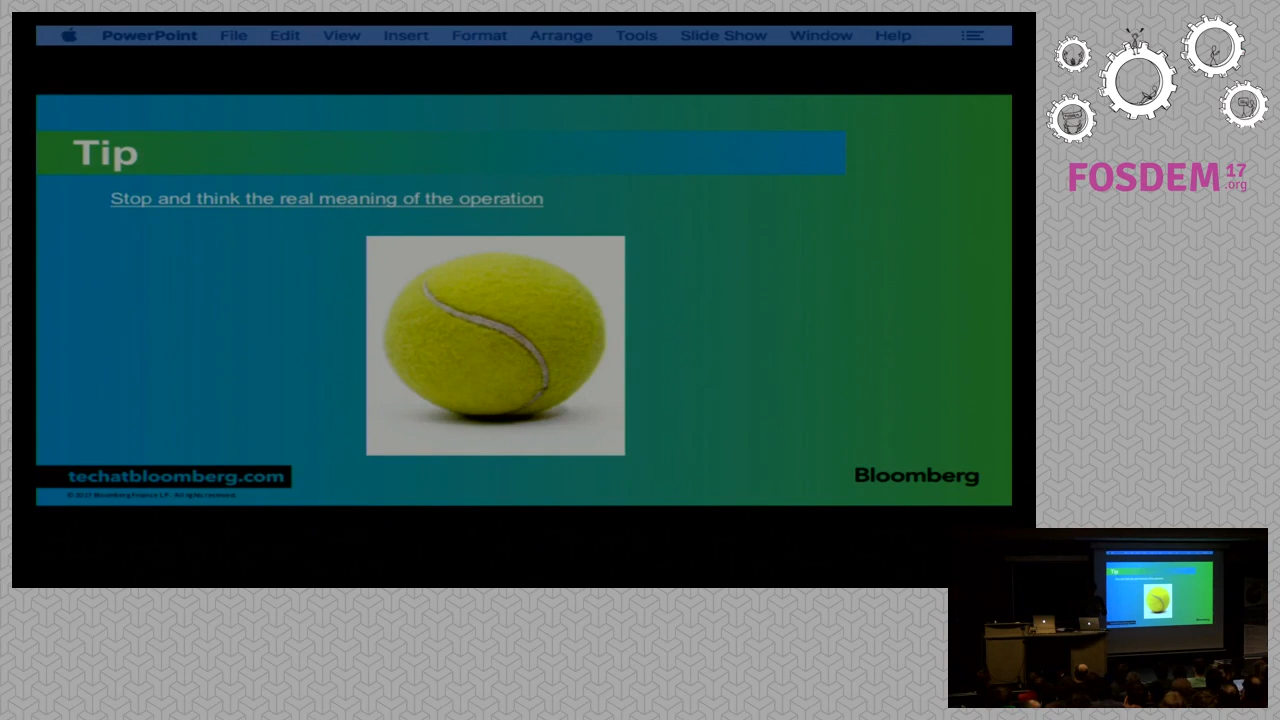 PowerPoint File Edit View Insert Format Arrange Tools Slide Show Window Help
Tip
Stop and think the real meaning of the operation
techatbloomberg.com
© 2017 Bloomberg Finance L.P. All rights reserved.
Bloomberg
FOSDEM 17
.org
Tip